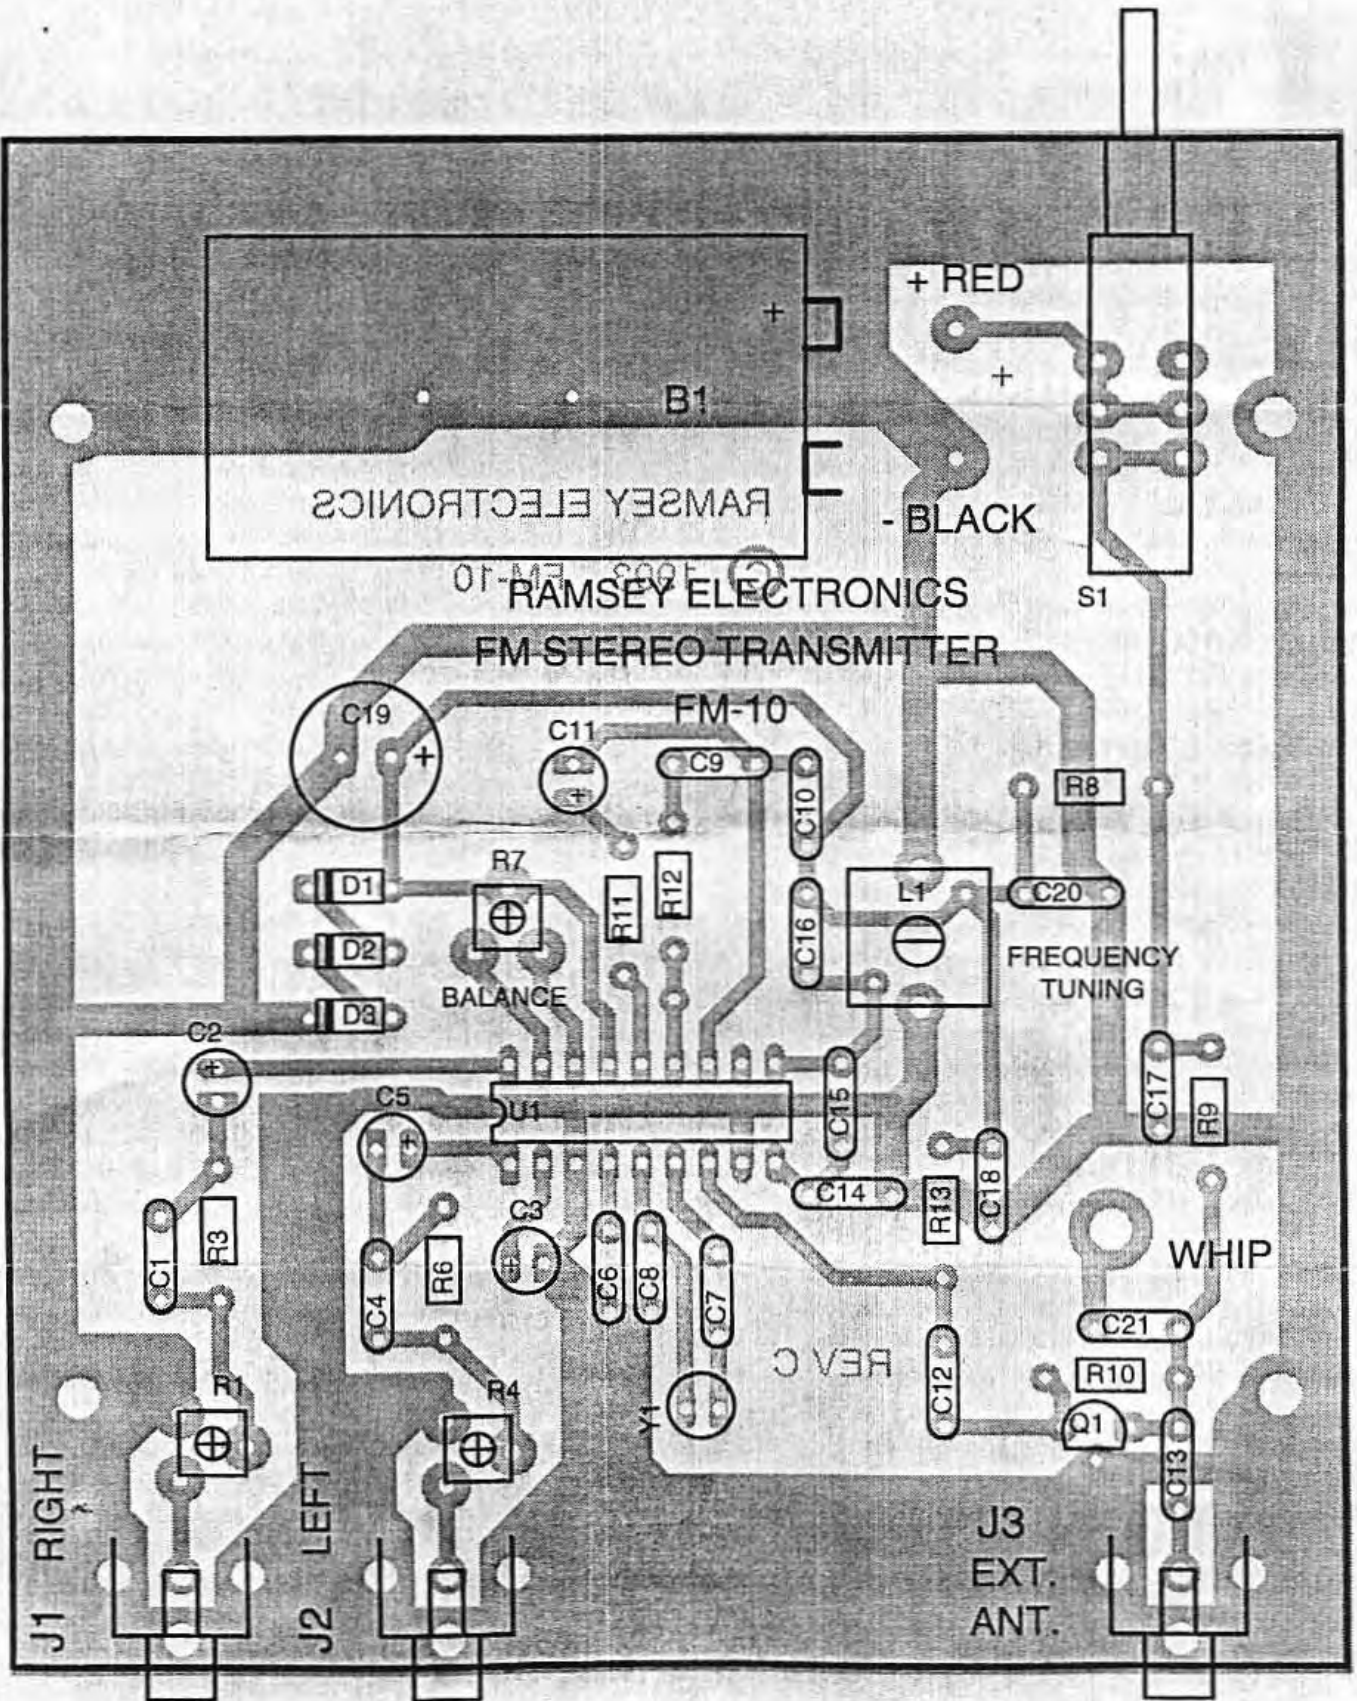 + RED
+
+
B1
RAMSEY ELECTRONICS
- BLACK
© 1993 FM-10
RAMSEY ELECTRONICS
S1
FM STEREO TRANSMITTER
FM-10
C19
+
C11
+
C9
C10
R8
D1
R7
R11
R12
L1
C20
D2
C16
FREQUENCY
TUNING
BALANCE
D3
C2
+
C5
+
U1
C15
C17
R9
C14
R13
C18
C3
+
C1
R3
R6
C4
C6
C8
C7
WHIP
C21
REV C
R10
R1
R4
Y1
C12
Q1
C13
J1 RIGHT
J2 LEFT
J3
EXT.
ANT.